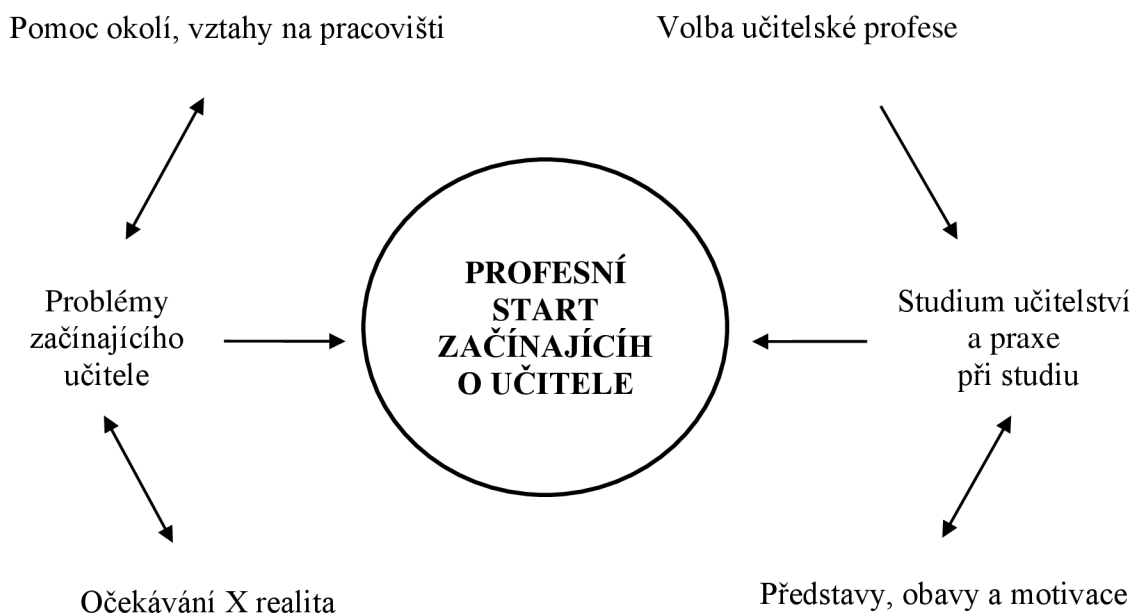 Pomoc okolí, vztahy na pracovišti
Volba učitelské profese
PROFESNÍ
START
ZAČÍNAJÍCÍH
O UČITELE
Problémy
začínajícího
učitele
Studium učitelství
a praxe
při studiu
Očekávání X realita
Představy, obavy a motivace